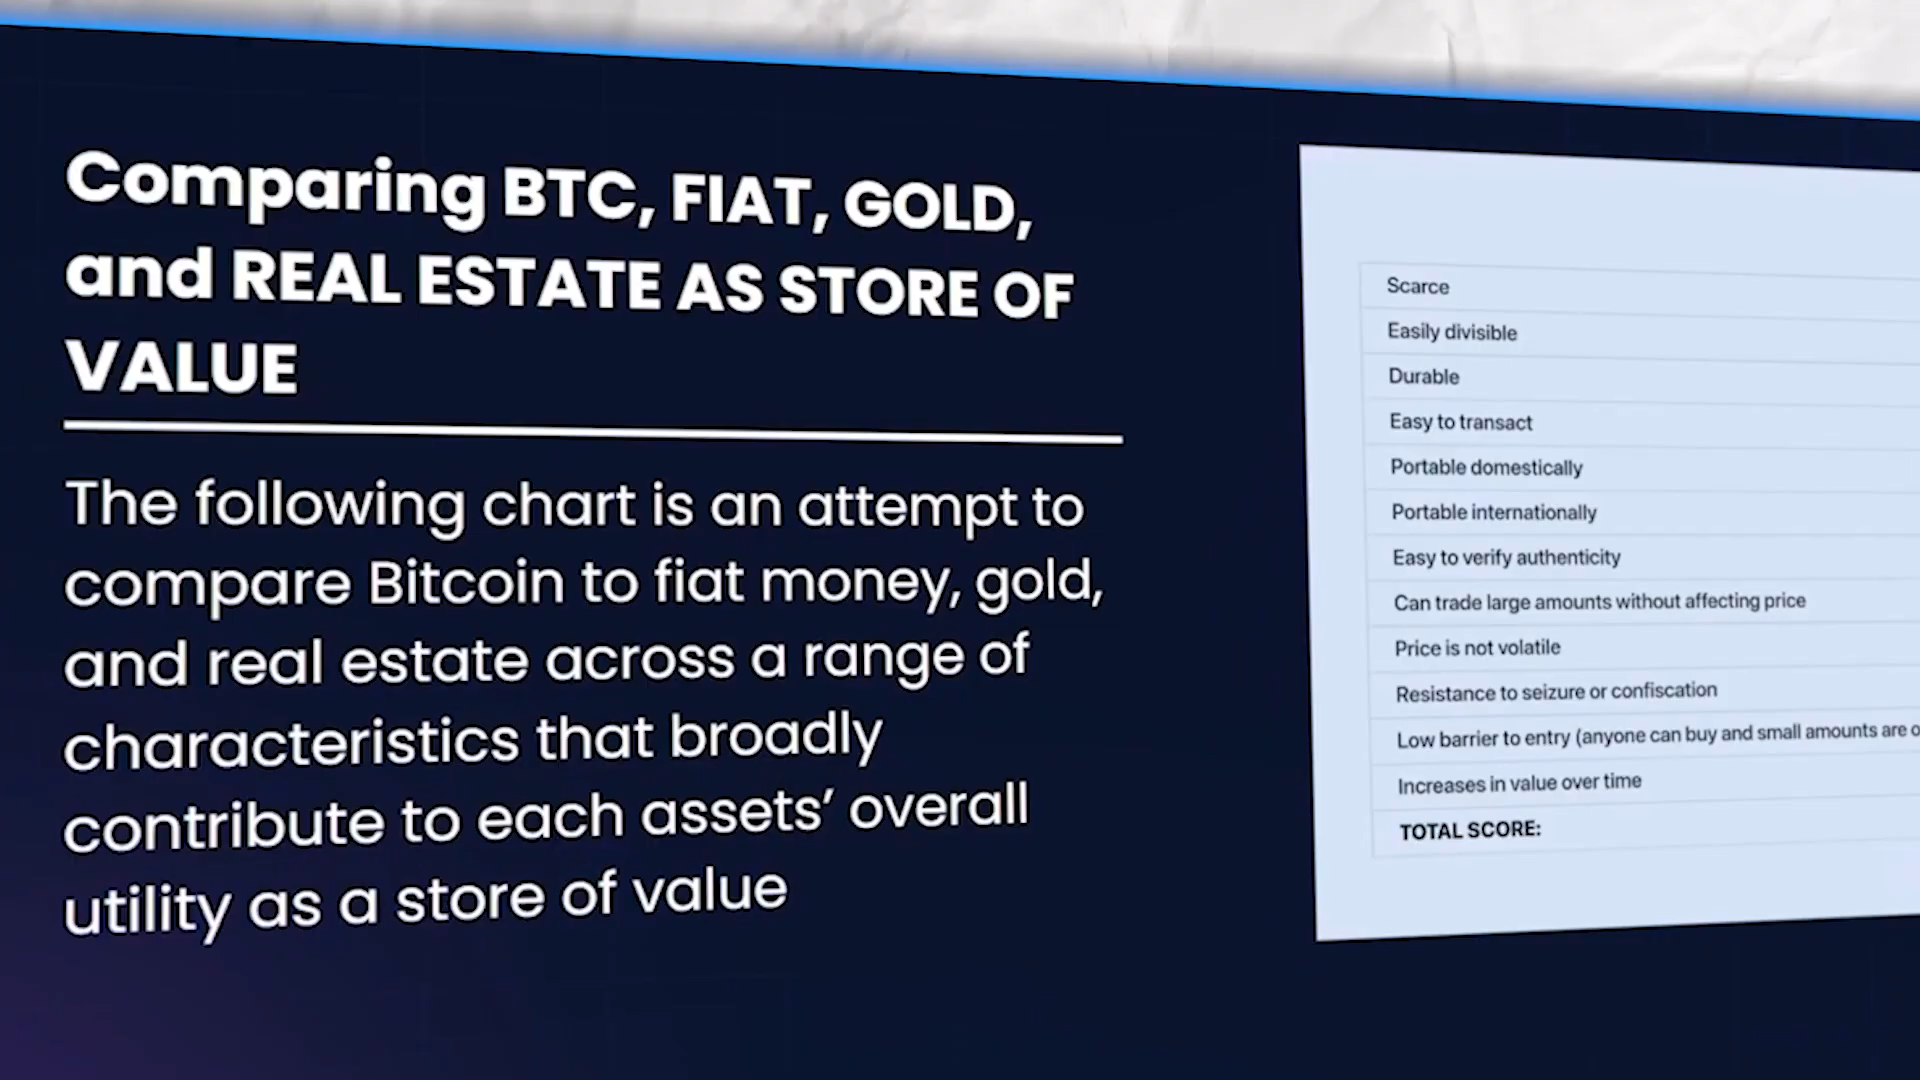 Comparing BTC, FIAT, GOLD,
and REAL ESTATE AS STORE OF
VALUE
The following chart is an attempt to
compare Bitcoin to fiat money, gold,
and real estate across a range of
characteristics that broadly
contribute to each assets’ overall
utility as a store of value
Scarce
Easily divisible
Durable
Easy to transact
Portable domestically
Portable internationally
Easy to verify authenticity
Can trade large amounts without affecting price
Price is not volatile
Resistance to seizure or confiscation
Low barrier to entry (anyone can buy and small amounts are
Increases in value over time
TOTAL SCORE: